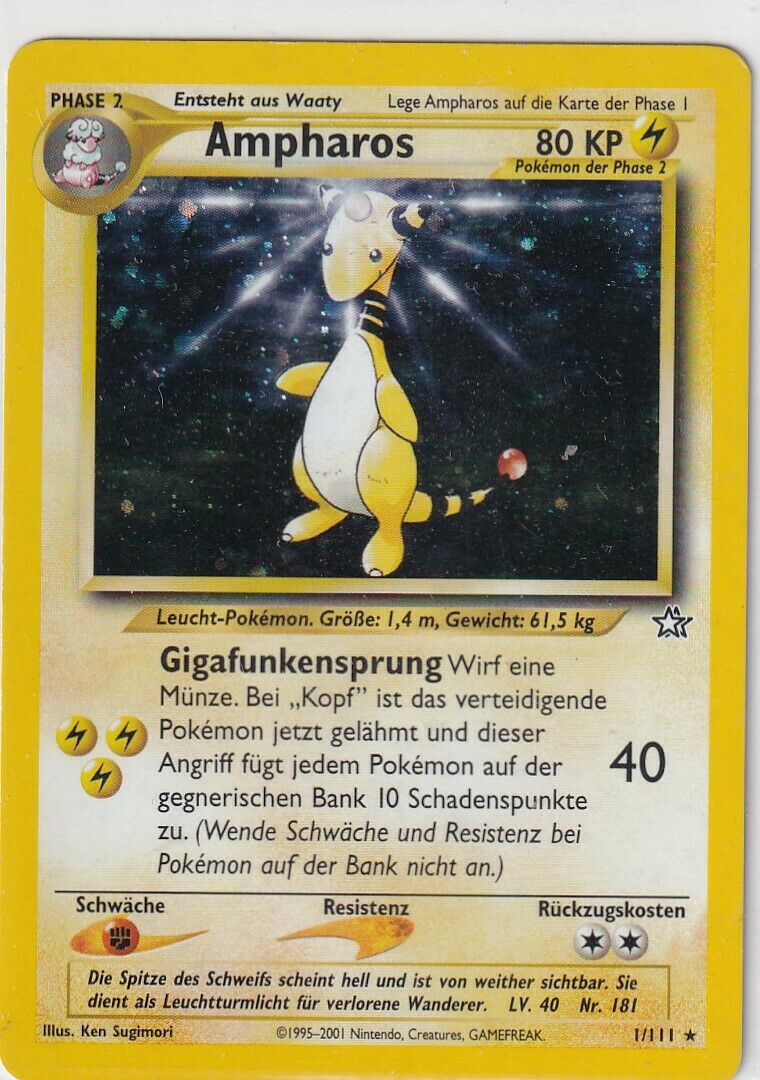 PHASE 2
Entsteht aus Waaty
Lege Ampharos auf die Karte der Phase 1
Ampharos
80 KP
Pokémon der Phase 2
Leucht-Pokémon. Größe: 1,4 m, Gewicht: 61,5 kg
Gigafunkensprung Wirf eine
Münze. Bei „Kopf” ist das verteidigende
Pokémon jetzt gelähmt und dieser
Angriff fügt jedem Pokémon auf der
gegnerischen Bank 10 Schadenspunkte
zu. (Wende Schwäche und Resistenz bei
Pokémon auf der Bank nicht an.)
40
Schwäche
Resistenz
Rückzugskosten
Die Spitze des Schweifs scheint hell und ist von weither sichtbar. Sie
dient als Leuchtturmlicht für verlorene Wanderer. LV. 40 Nr. 181
Illus. Ken Sugimori
©1995–2001 Nintendo, Creatures, GAMEFREAK.
1/111 ★